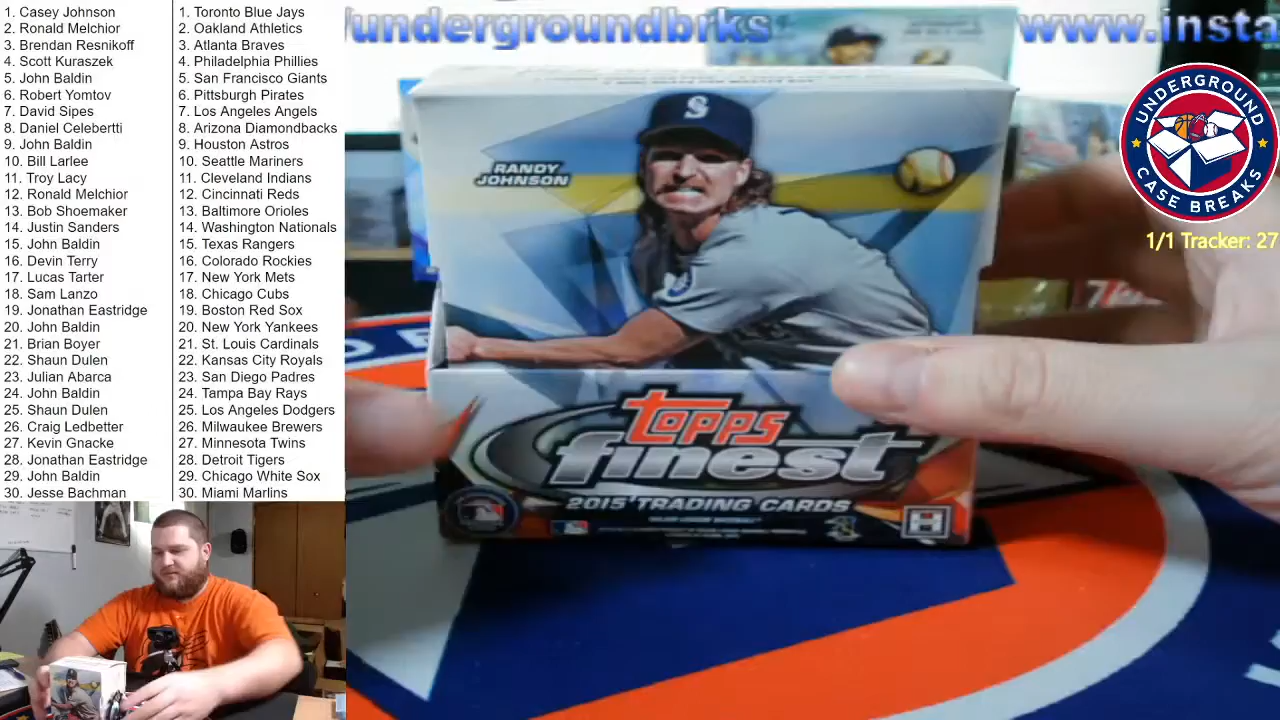 1. Casey Johnson
2. Ronald Melchior
3. Brendan Resnikoff
4. Scott Kuraszek
5. John Baldin
6. Robert Yomtov
7. David Sipes
8. Daniel Celebertti
9. John Baldin
10. Bill Larlee
11. Troy Lacy
12. Ronald Melchior
13. Bob Shoemaker
14. Justin Sanders
15. John Baldin
16. Devin Terry
17. Lucas Tarter
18. Sam Lanzo
19. Jonathan Eastridge
20. John Baldin
21. Brian Boyer
22. Shaun Dulen
23. Julian Abarca
24. John Baldin
25. Shaun Dulen
26. Craig Ledbetter
27. Kevin Gnacke
28. Jonathan Eastridge
29. John Baldin
30. Jesse Bachman
1. Toronto Blue Jays
2. Oakland Athletics
3. Atlanta Braves
4. Philadelphia Phillies
5. San Francisco Giants
6. Pittsburgh Pirates
7. Los Angeles Angels
8. Arizona Diamondbacks
9. Houston Astros
10. Seattle Mariners
11. Cleveland Indians
12. Cincinnati Reds
13. Baltimore Orioles
14. Washington Nationals
15. Texas Rangers
16. Colorado Rockies
17. New York Mets
18. Chicago Cubs
19. Boston Red Sox
20. New York Yankees
21. St. Louis Cardinals
22. Kansas City Royals
23. San Diego Padres
24. Tampa Bay Rays
25. Los Angeles Dodgers
26. Milwaukee Brewers
27. Minnesota Twins
28. Detroit Tigers
29. Chicago White Sox
30. Miami Marlins
/undergroundbrks www.insta
UNDERGROUND
CASE BREAKS
1/1 Tracker: 27
S
RANDY
JOHNSON
TOPPS
finest
2015 TRADING CARDS
H